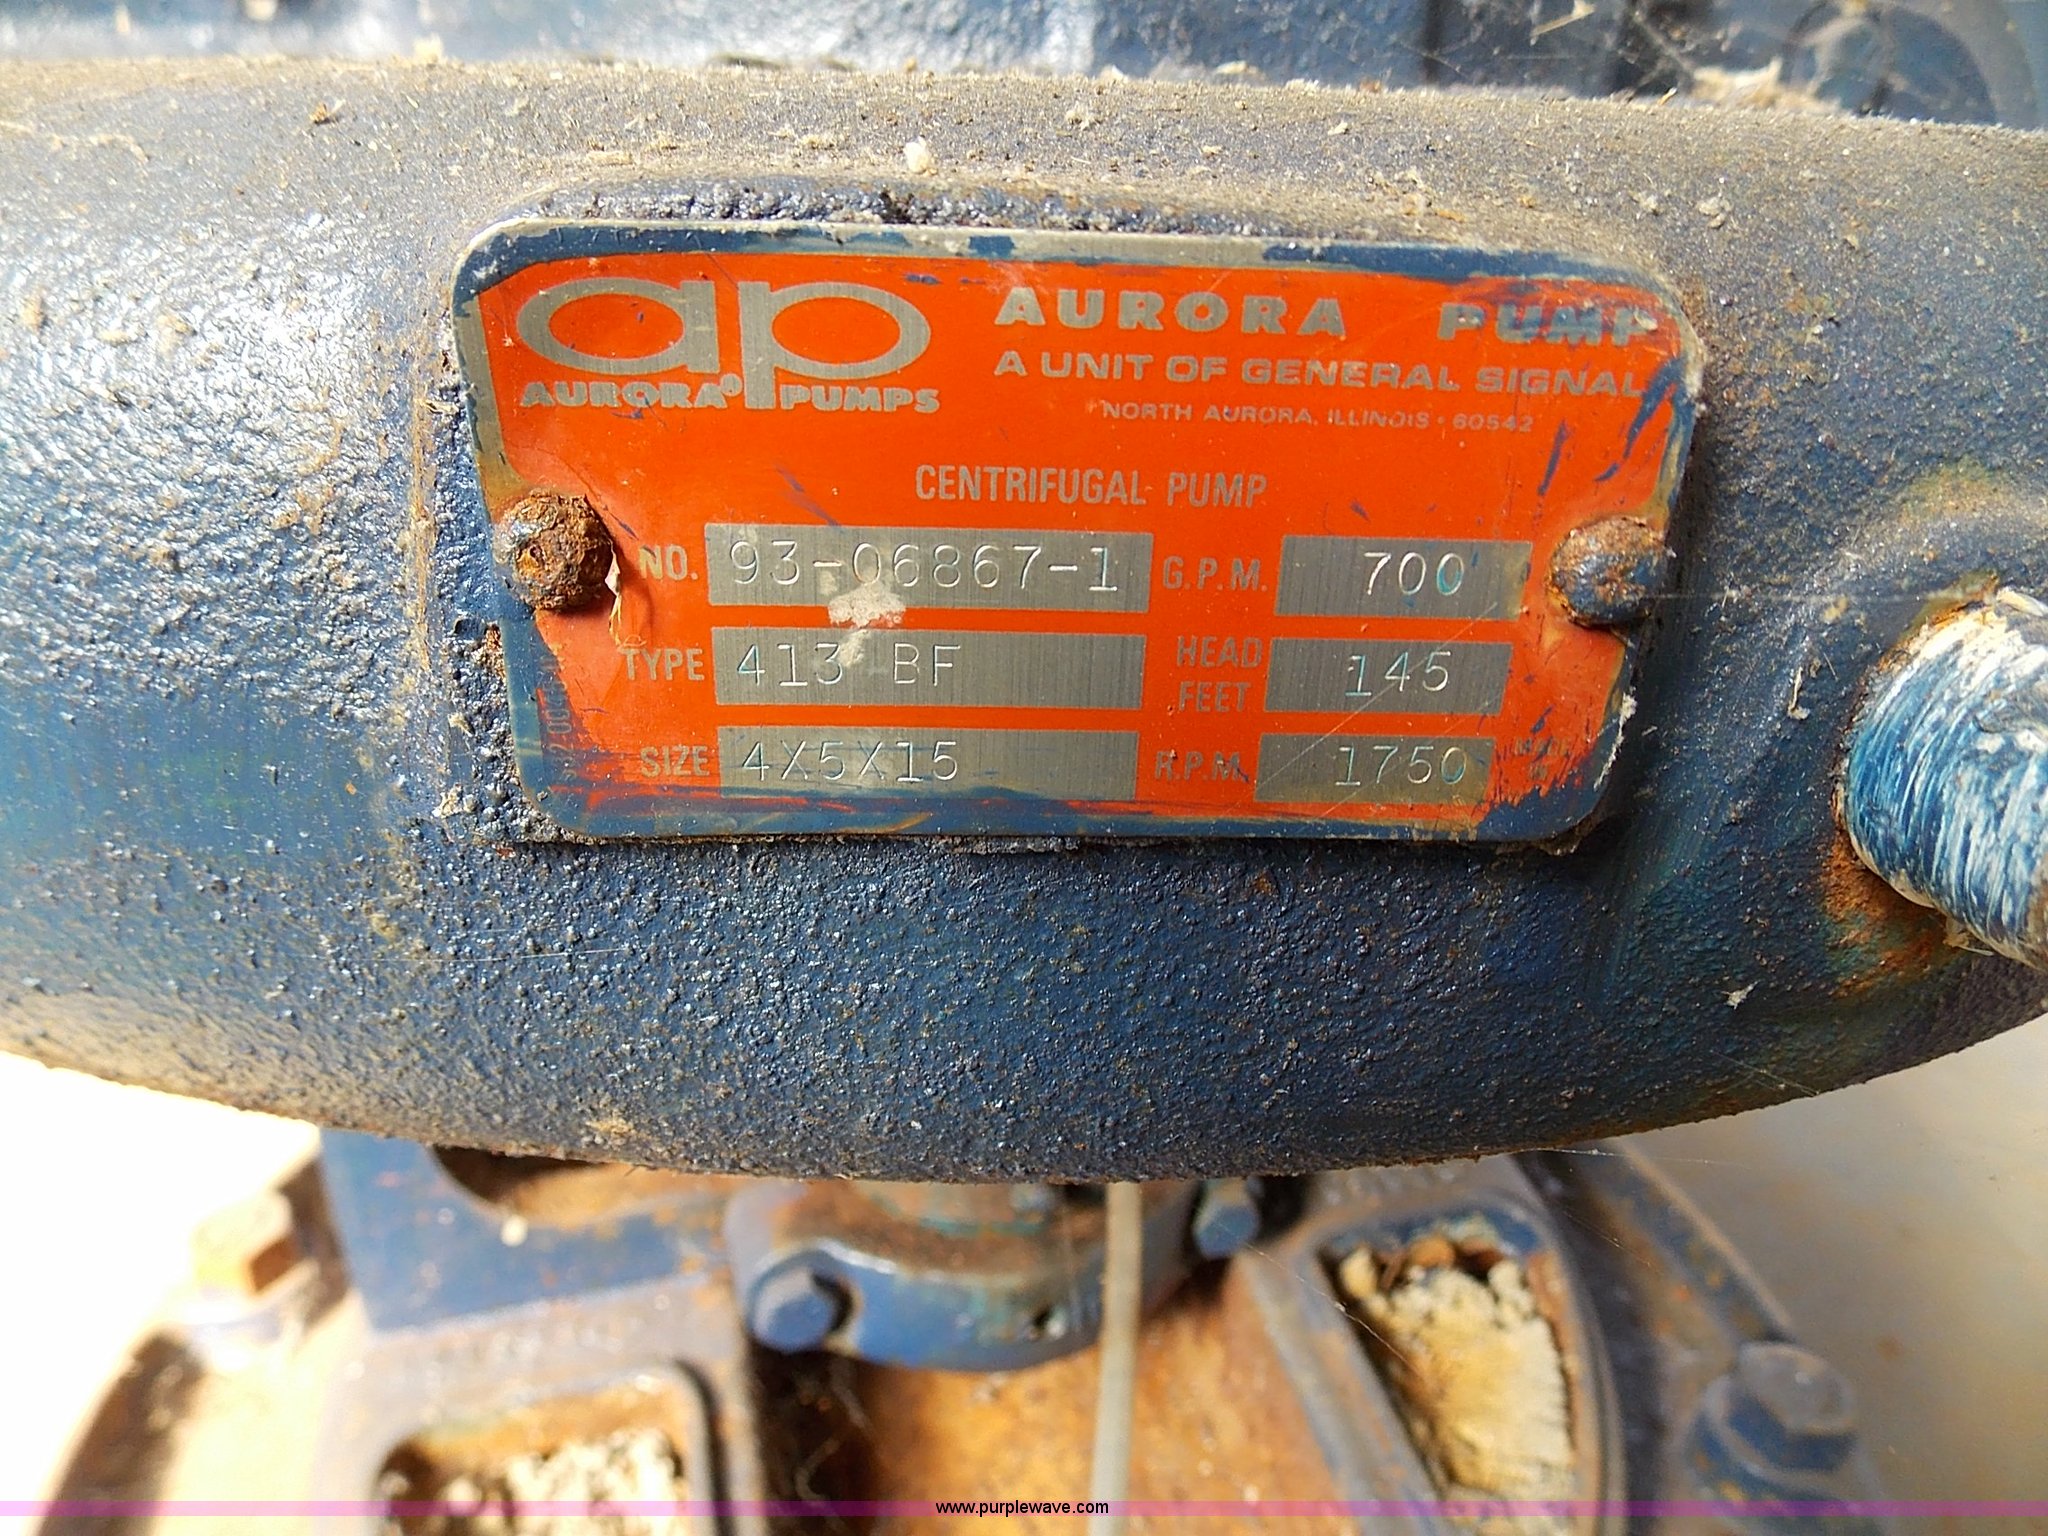 ap
AURORA® PUMPS
AURORA PUMP
A UNIT OF GENERAL SIGNAL
NORTH AURORA, ILLINOIS • 60542
CENTRIFUGAL PUMP
NO. 93-06867-1 G.P.M. 700
TYPE 413 BF HEAD FEET 145
SIZE 4X5X15 R.P.M. 1750
www.purplewave.com